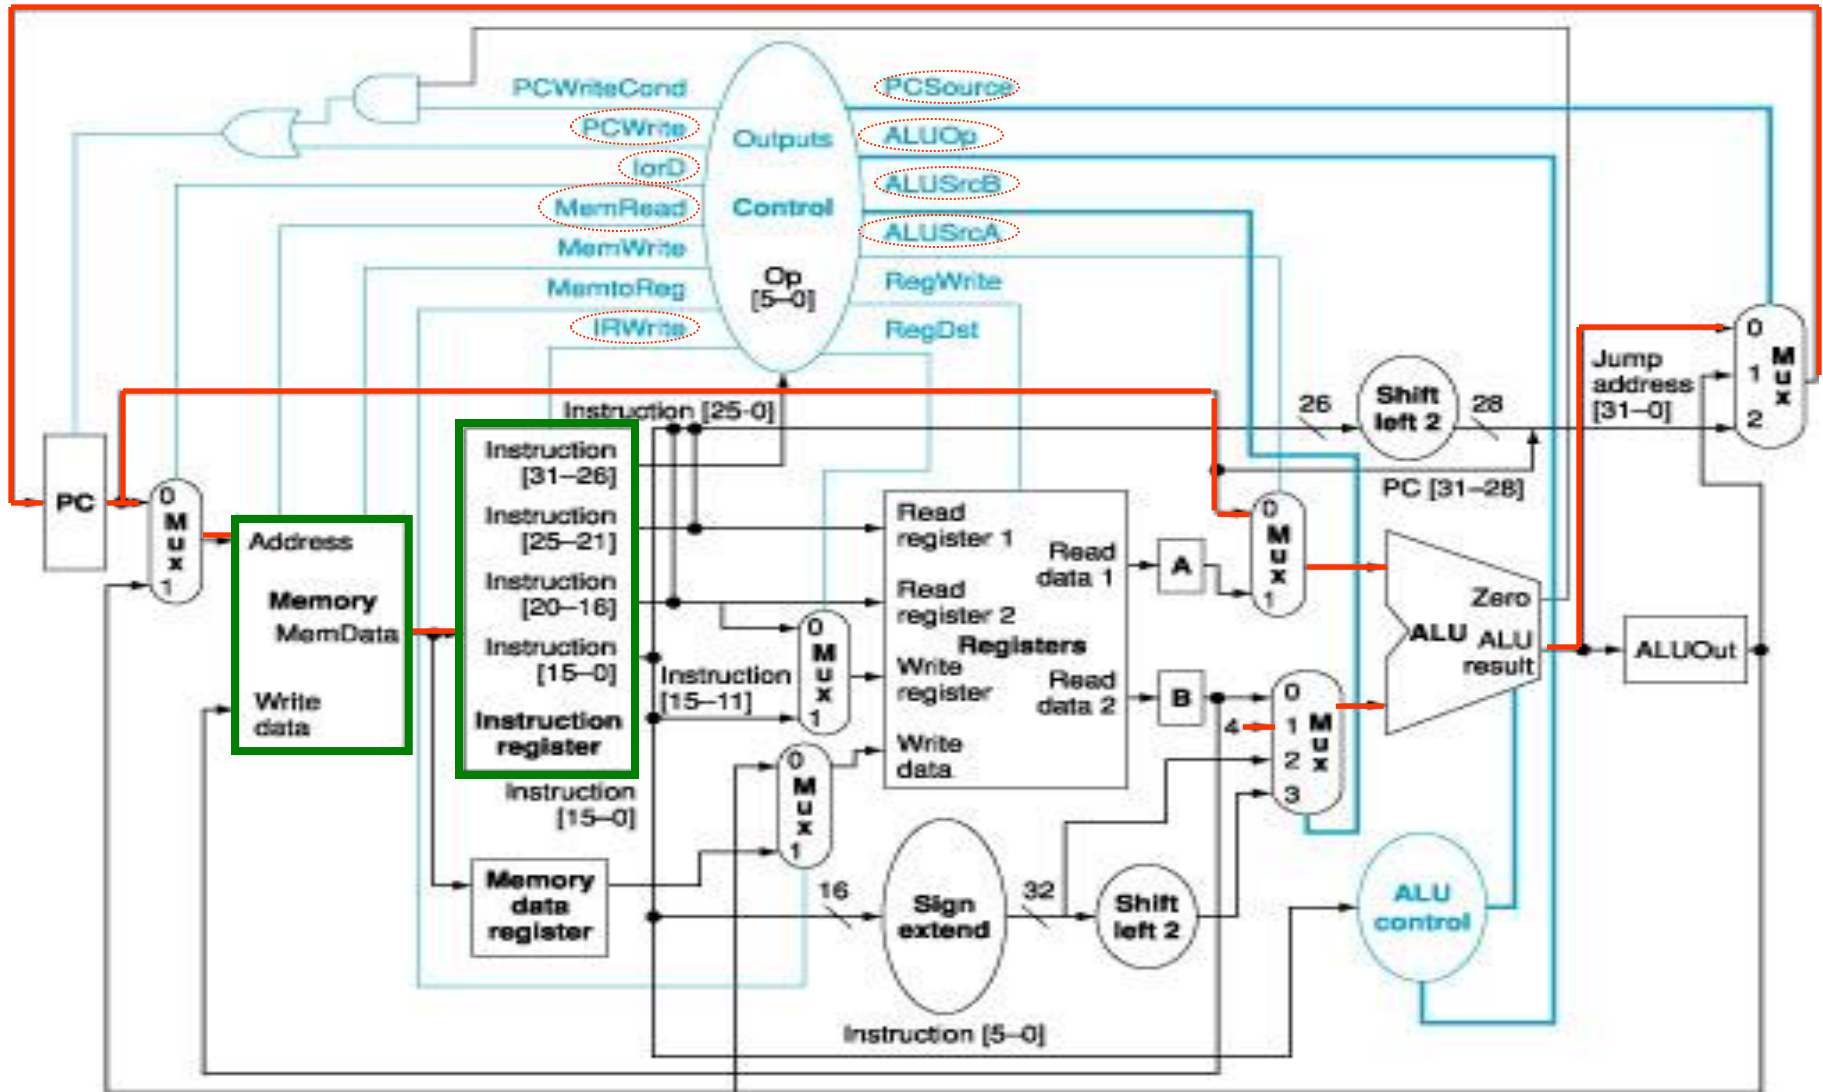 PCWriteCond
PCWrite
IorD
MemRead
MemWrite
MemtoReg
IRWrite
Outputs
Control
Op
[5–0]
PCSource
ALUOp
ALUSrcB
ALUSrcA
RegWrite
RegDst
PC
0
M
u
x
1
Address
Memory
MemData
Write
data
Instruction [25-0]
Instruction
[31–26]
Instruction
[25–21]
Instruction
[20–16]
Instruction
[15–0]
Instruction
register
Instruction
[15–0]
Instruction
[15–11]
Memory
data
register
0
M
u
x
1
0
M
u
x
1
Read
register 1
Read
register 2
Registers
Write
register
Write
data
Read
data 1
Read
data 2
A
B
4
0
M
u
x
1
0
1 M
u
2 x
3
16
Sign
extend
32
Shift
left 2
Instruction [5–0]
26
Shift
left 2
28
PC [31–28]
Jump
address
[31–0]
0
M
1 u
x
2
Zero
ALU
ALU
result
ALUOut
ALU
control